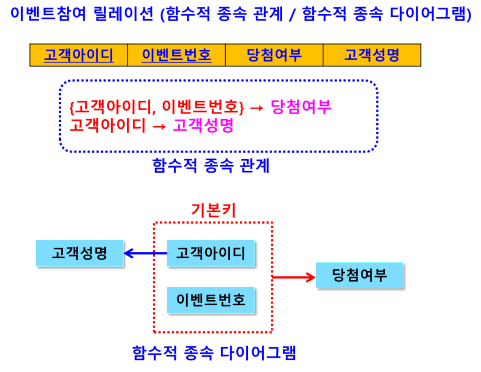 이벤트참여 릴레이션 (함수적 종속 관계 / 함수적 종속 다이어그램)
고객아이디 이벤트번호 당첨여부 고객성명
{고객아이디, 이벤트번호} → 당첨여부
고객아이디 → 고객성명
함수적 종속 관계
기본키
고객성명 고객아이디
당첨여부
이벤트번호
함수적 종속 다이어그램